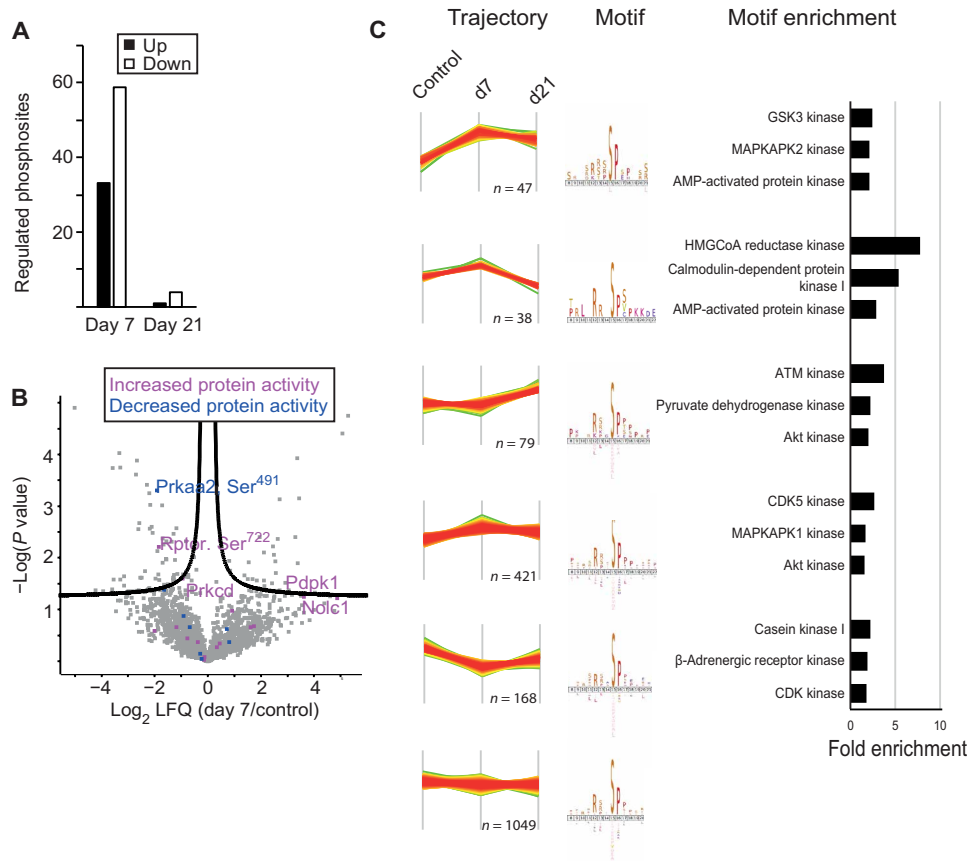 A
Up
Down
Regulated phosphosites
60
40
20
Day 7
Day 21
B
Increased protein activity
Decreased protein activity
Prkaa2. Ser491
Rptor. Ser722
Prkcd
Pdpk1
Nolc1
−Log(P value)
4
3
2
1
−4
−2
0
2
4
Log2 LFQ (day 7/control)
C
Trajectory
Motif
Motif enrichment
Control
d7
d21
n = 47
n = 38
n = 79
n = 421
n = 168
n = 1049
GSK3 kinase
MAPKAPK2 kinase
AMP-activated protein kinase
HMGCoA reductase kinase
Calmodulin-dependent protein
kinase I
AMP-activated protein kinase
ATM kinase
Pyruvate dehydrogenase kinase
Akt kinase
CDK5 kinase
MAPKAPK1 kinase
Akt kinase
Casein kinase I
β-Adrenergic receptor kinase
CDK kinase
0
5
10
Fold enrichment